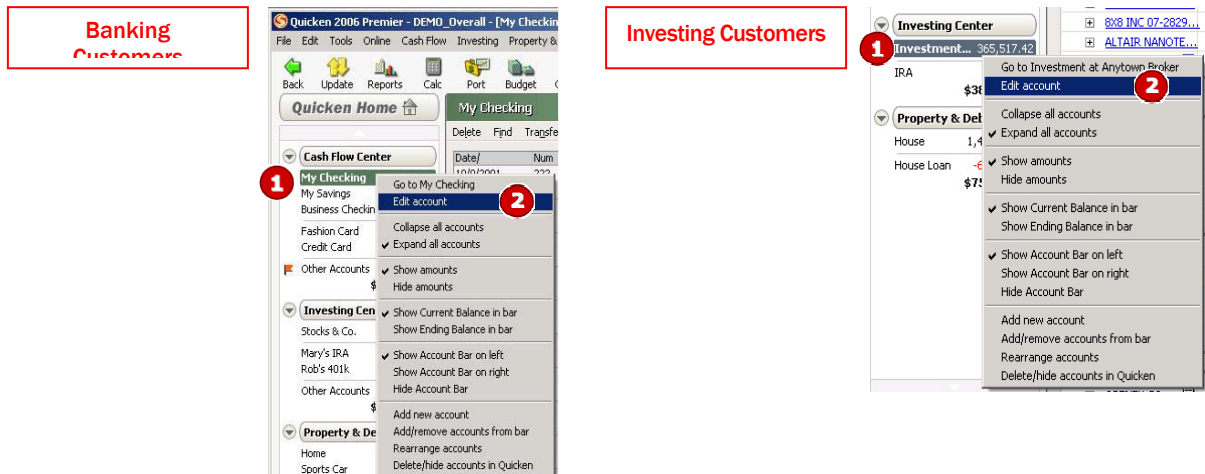 Banking
Customers
Quicken 2006 Premier - DEMO_Overall - [My Checkin
File Edit Tools Online Cash Flow Investing Property &
Back Update Reports Calc Port Budget
Quicken Home My Checking
Delete Find Transfe
Cash Flow Center
Date/ Num
1
My Checking
10/9/2001 222
My Savings
Business Checkin
Fashion Card
Credit Card
Other Accounts
$
Investing Cen
Stocks & Co.
Mary's IRA
Rob's 401k
Other Accounts
$
Property & De
Home
Sports Car
Go to My Checking
Edit account
2
Collapse all accounts
Expand all accounts
Show amounts
Hide amounts
Show Current Balance in bar
Show Ending Balance in bar
Show Account Bar on left
Show Account Bar on right
Hide Account Bar
Add new account
Add/remove accounts from bar
Rearrange accounts
Delete/hide accounts in Quicken
Investing Customers
Investing Center
8X8 INC 07-2829...
1
Investment... 365,517.42
ALTAIR NANOTE...
IRA
$38
Property & Deb
House 1,4
House Loan -6
$75
Go to Investment at Anytown Broker
Edit account
2
Collapse all accounts
Expand all accounts
Show amounts
Hide amounts
Show Current Balance in bar
Show Ending Balance in bar
Show Account Bar on left
Show Account Bar on right
Hide Account Bar
Add new account
Add/remove accounts from bar
Rearrange accounts
Delete/hide accounts in Quicken